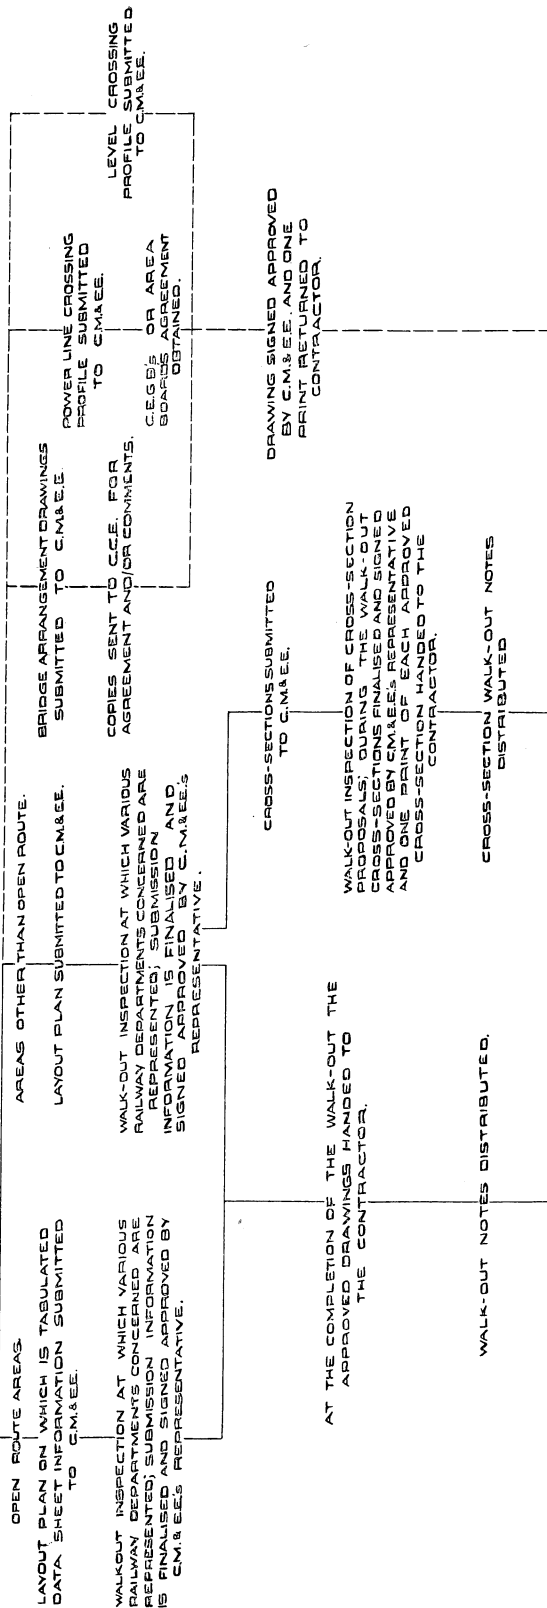 OPEN ROUTE AREAS.
LAYOUT PLAN ON WHICH IS TABULATED
DATA SHEET INFORMATION SUBMITTED
TO C.M.&E.E.
WALKOUT INSPECTION AT WHICH VARIOUS
RAILWAY DEPARTMENTS CONCERNED ARE
REPRESENTED; SUBMISSION INFORMATION
IS FINALISED AND SIGNED APPROVED BY
C.M.& E.E's REPRESENTATIVE.
AREAS OTHER THAN OPEN ROUTE.
LAYOUT PLAN SUBMITTED TO C.M.& E.E.
WALK-OUT INSPECTION AT WHICH VARIOUS
RAILWAY DEPARTMENTS CONCERNED ARE
REPRESENTED; SUBMISSION
INFORMATION IS FINALISED AND
SIGNED APPROVED BY C.M.& E.E.'s
REPRESENTATIVE.
BRIDGE ARRANGEMENT DRAWINGS
SUBMITTED TO C.M.& E.E.
COPIES SENT TO C.C.E. FOR
AGREEMENT AND/OR COMMENTS.
POWER LINE CROSSING
PROFILE SUBMITTED
TO C.M.&E.E.
C.E.G.B'S OR AREA
BOARDS AGREEMENT
OBTAINED.
LEVEL CROSSING
PROFILE SUBMITTED
TO C.M.& E.E.
AT THE COMPLETION OF THE WALK-OUT THE
APPROVED DRAWINGS HANDED TO
THE CONTRACTOR.
WALK-OUT NOTES DISTRIBUTED.
CROSS-SECTIONS SUBMITTED
TO C.M.& E.E.
WALK-OUT INSPECTION OF CROSS-SECTION
PROPOSALS; DURING THE WALK-OUT
CROSS-SECTIONS FINALISED AND SIGNED
APPROVED BY C.M.& E.E's REPRESENTATIVE
AND ONE PRINT OF EACH APPROVED
CROSS-SECTION HANDED TO THE
CONTRACTOR.
CROSS-SECTION WALK-OUT NOTES
DISTRIBUTED
DRAWING SIGNED APPROVED
BY C.M.& E.E. AND ONE
PRINT RETURNED TO
CONTRACTOR.